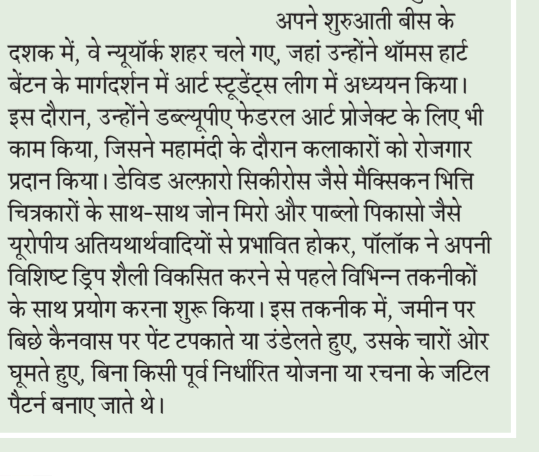 अपने शुरुआती बीस के
दशक में, वे न्यूयॉर्क शहर चले गए, जहां उन्होंने थॉमस हार्ट
बेंटन के मार्गदर्शन में आर्ट स्टूडेंट्स लीग में अध्ययन किया।
इस दौरान, उन्होंने डब्ल्यूपीए फेडरल आर्ट प्रोजेक्ट के लिए भी
काम किया, जिसने महामंदी के दौरान कलाकारों को रोजगार
प्रदान किया। डेविड अल्फ़ारो सिकीरोस जैसे मैक्सिकन भित्ति
चित्रकारों के साथ-साथ जोन मिरो और पाब्लो पिकासो जैसे
यूरोपीय अतियथार्थवादियों से प्रभावित होकर, पॉलॉक ने अपनी
विशिष्ट ड्रिप शैली विकसित करने से पहले विभिन्न तकनीकों
के साथ प्रयोग करना शुरू किया। इस तकनीक में, जमीन पर
बिछे कैनवास पर पेंट टपकाते या उंडेलते हुए, उसके चारों ओर
घूमते हुए, बिना किसी पूर्व निर्धारित योजना या रचना के जटिल
पैटर्न बनाए जाते थे।